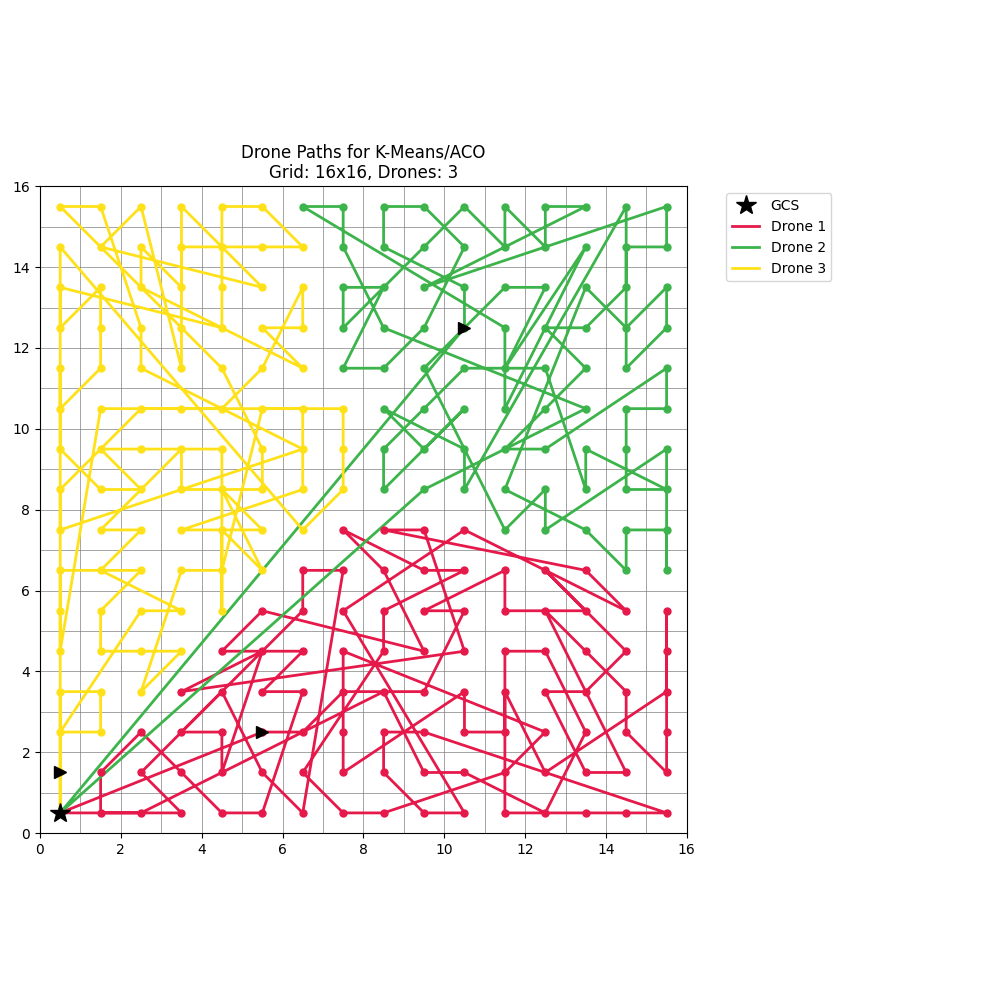 Drone Paths for K-Means/ACO
Grid: 16x16, Drones: 3
GCS
Drone 1
Drone 2
Drone 3
16
14
12
10
8
6
4
2
0
0 2 4 6 8 10 12 14 16